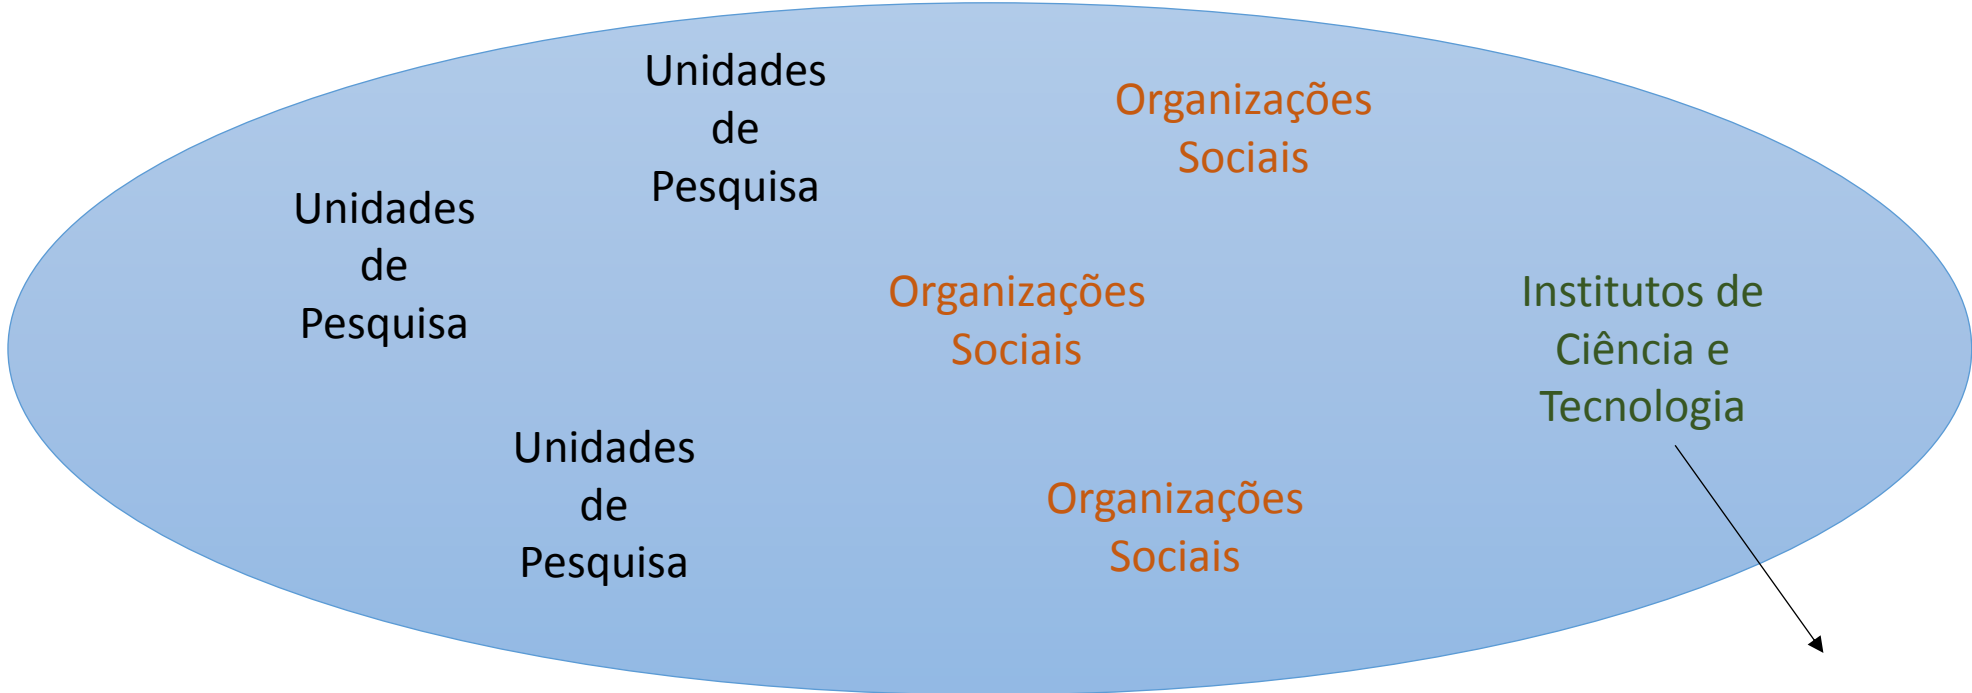 Unidades
de
Pesquisa
Organizações
Sociais
Unidades
de
Pesquisa
Organizações
Sociais
Institutos de
Ciência e
Tecnologia
Unidades
de
Pesquisa
Organizações
Sociais